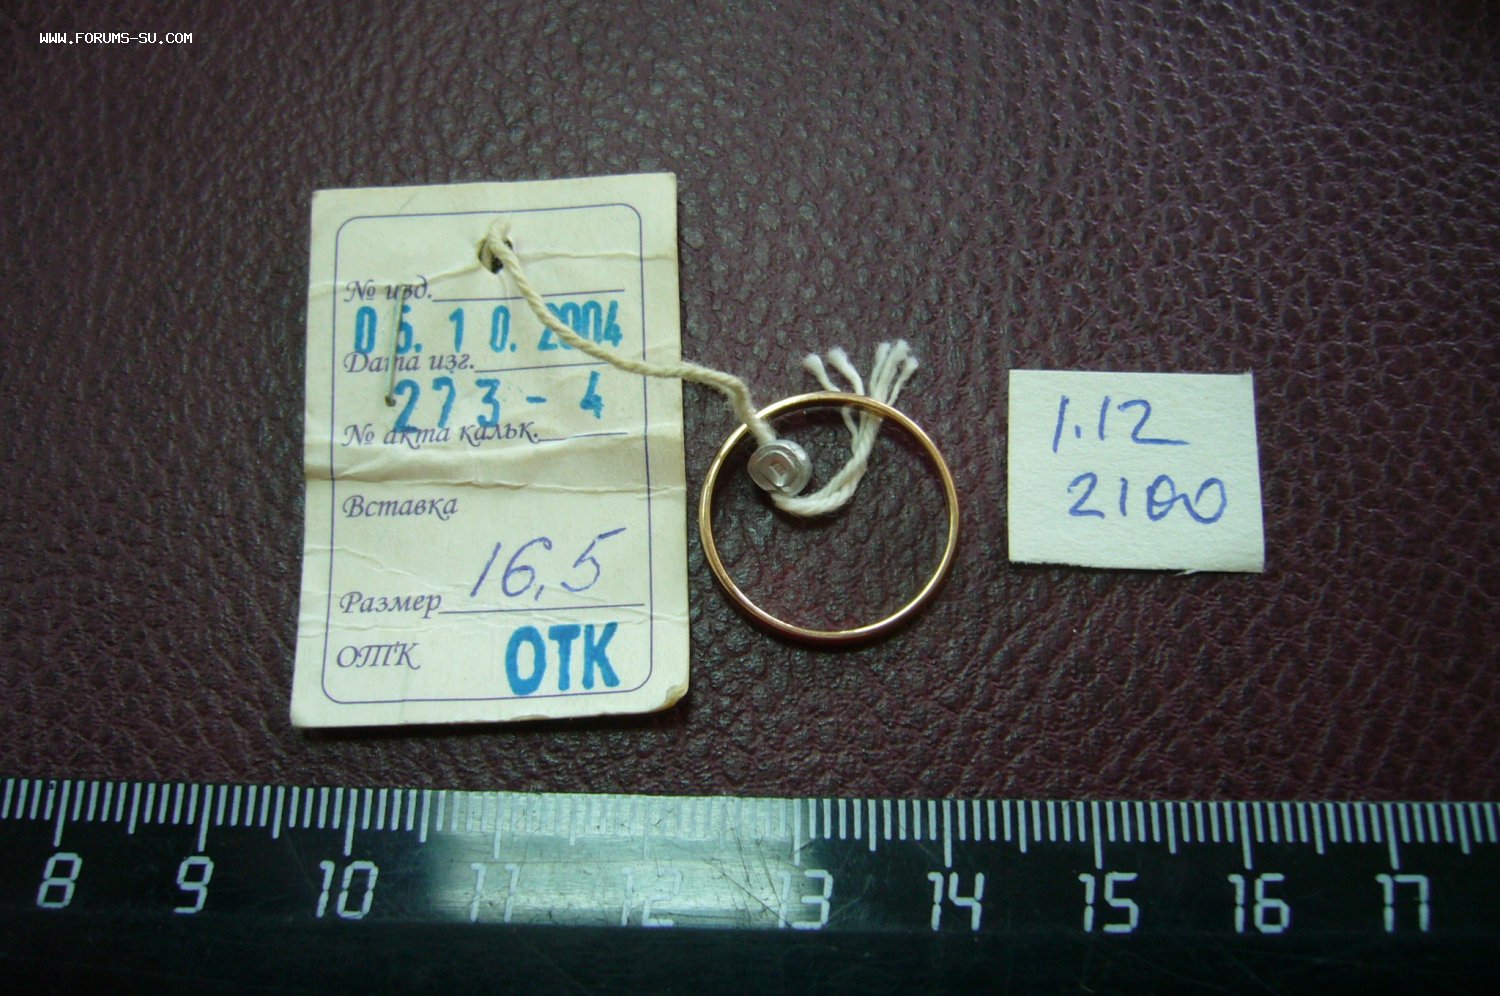 WWW.FORUMS-SU.COM
№ изд.
05. 10. 2004
Дата изг.
273-4
№ акта кальк.
Вставка
16,5
Размер
ОТК ОТК
1.12
2100
8 9 10 11 12 13 14 15 16 17